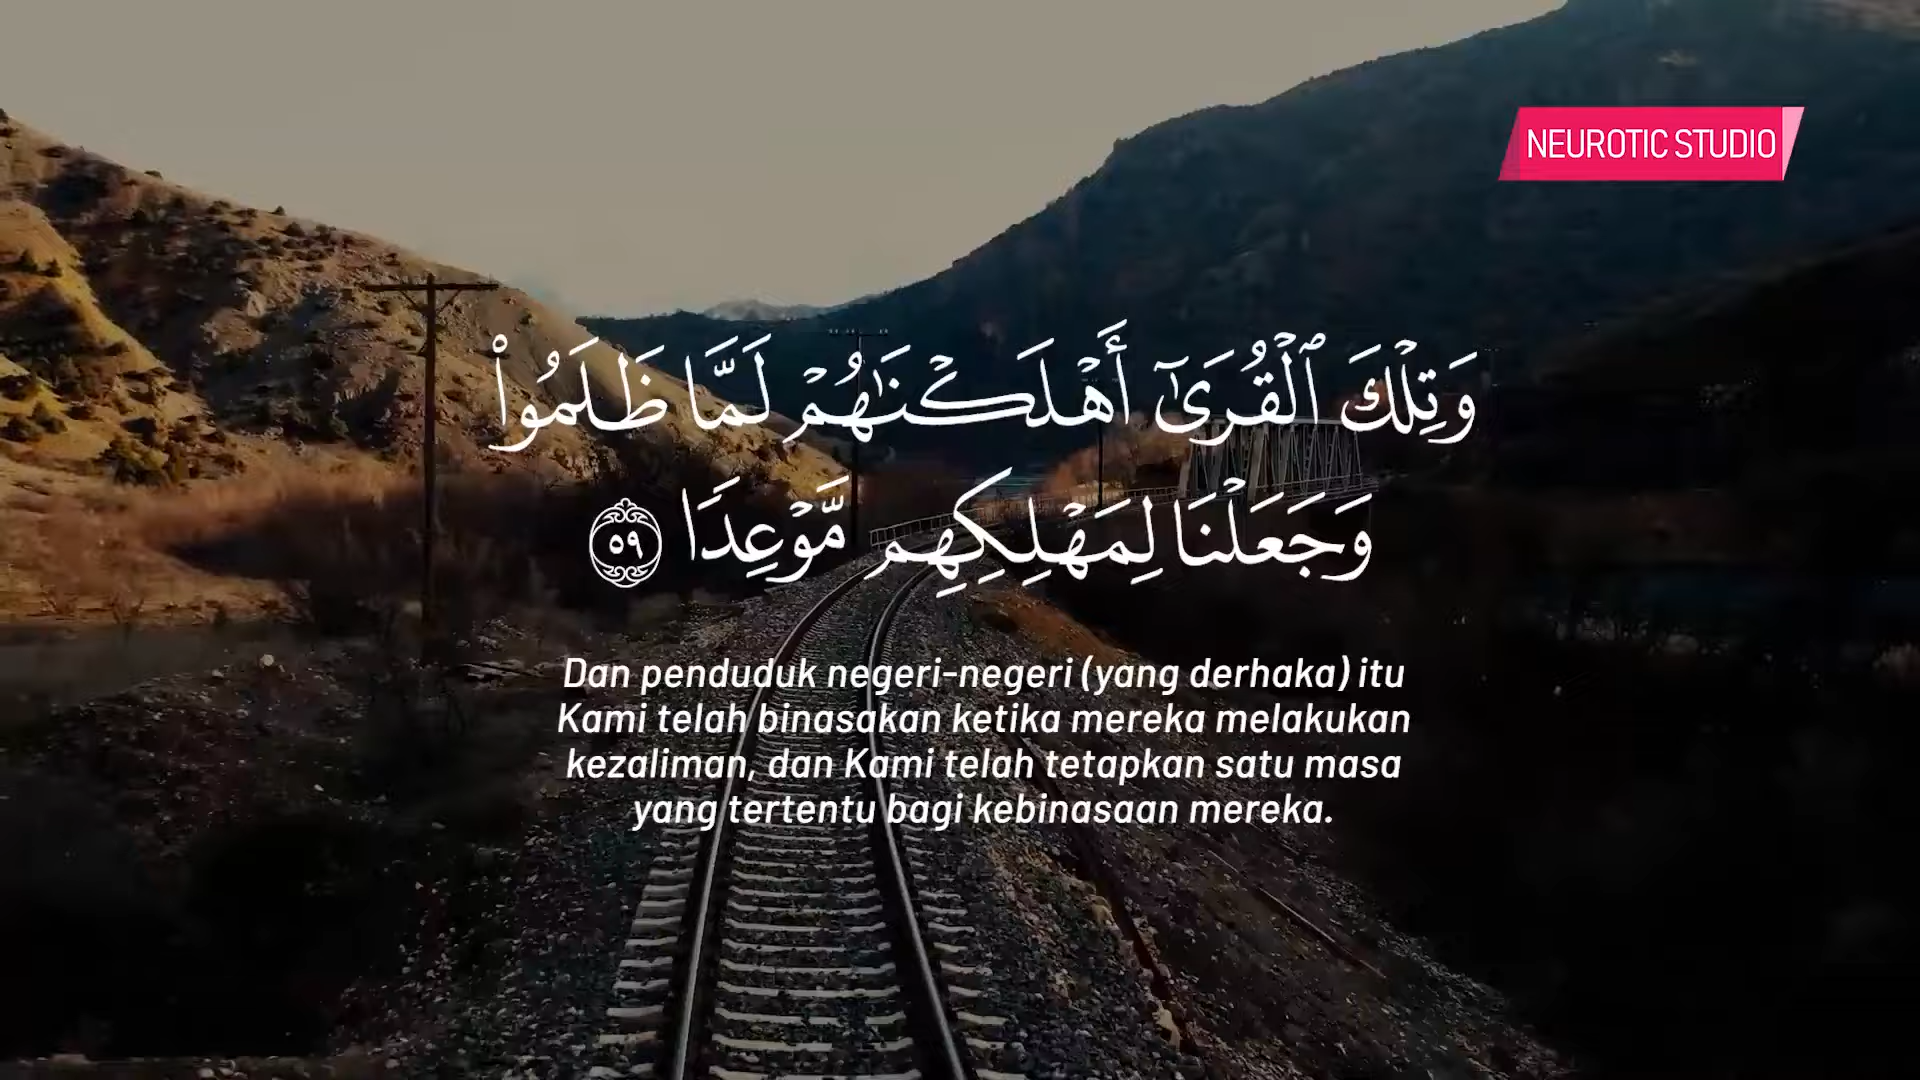 NEUROTIC STUDIO
وَتِلْكَ ٱلْقُرَىٰٓ أَهْلَكْنَـٰهُمْ لَمَّا ظَلَمُوا۟
وَجَعَلْنَا لِمَهْلِكِهِم مَّوْعِدًا ٥٩
Dan penduduk negeri-negeri (yang derhaka) itu
Kami telah binasakan ketika mereka melakukan
kezaliman, dan Kami telah tetapkan satu masa
yang tertentu bagi kebinasaan mereka.